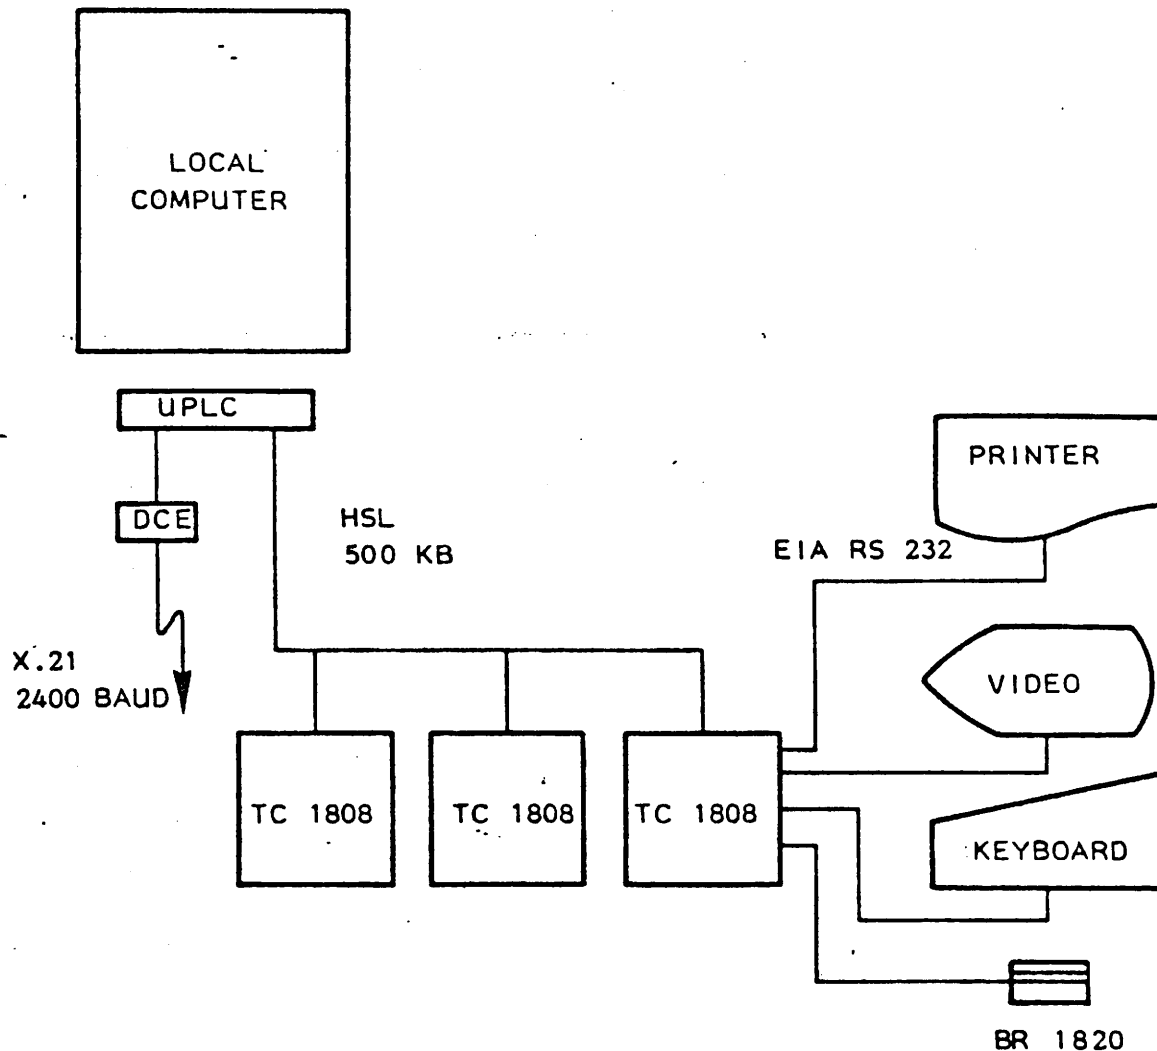 LOCAL
COMPUTER
UPLC
DCE
HSL
500 KB
X.21
2400 BAUD
EIA RS 232
PRINTER
VIDEO
TC 1808
TC 1808
TC 1808
KEYBOARD
BR 1820